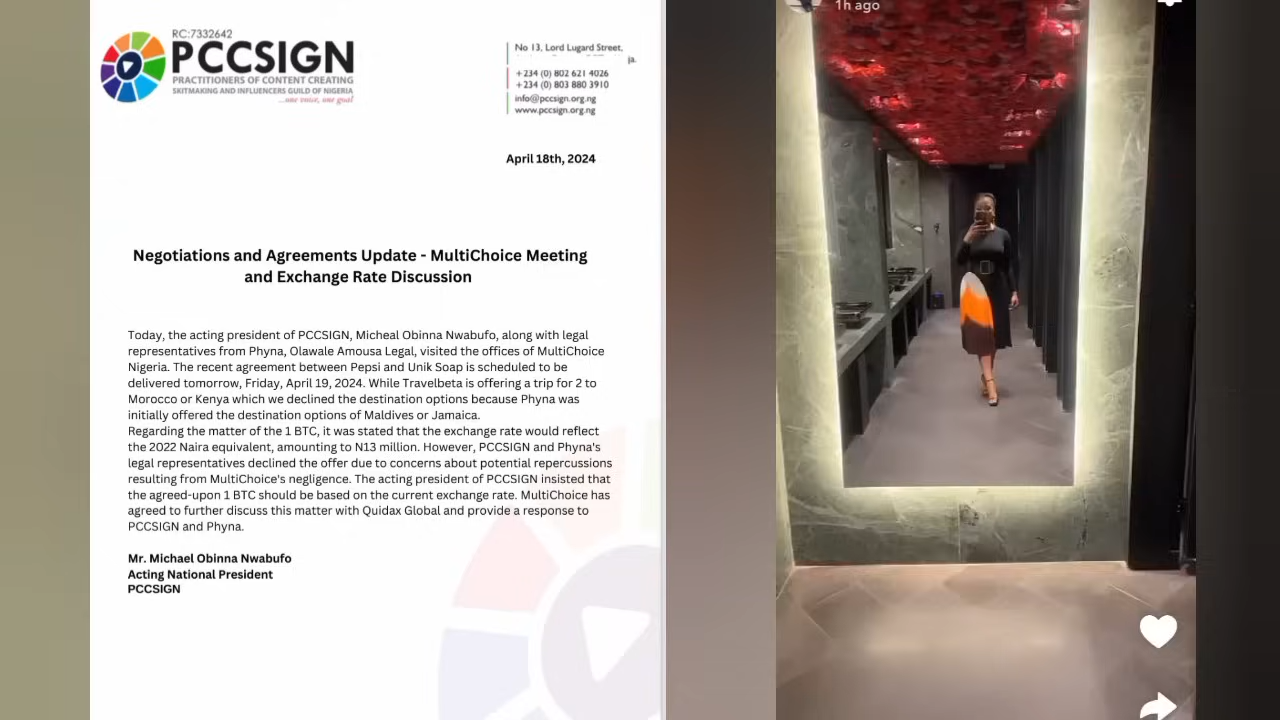 RC:7332642
PCCSIGN
PRACTITIONERS OF CONTENT CREATING
SKITMAKING AND INFLUENCERS GUILD OF NIGERIA
...one voice, one goal
No 13, Lord Lugard Street,
ja.
+234 (0) 802 621 4026
+234 (0) 803 880 3910
info@pccsign.org.ng
www.pccsign.org.ng
April 18th, 2024
Negotiations and Agreements Update - MultiChoice Meeting
and Exchange Rate Discussion
Today, the acting president of PCCSIGN, Micheal Obinna Nwabufo, along with legal
representatives from Phyna, Olawale Amousa Legal, visited the offices of MultiChoice
Nigeria. The recent agreement between Pepsi and Unik Soap is scheduled to be
delivered tomorrow, Friday, April 19, 2024. While Travelbeta is offering a trip for 2 to
Morocco or Kenya which we declined the destination options because Phyna was
initially offered the destination options of Maldives or Jamaica.
Regarding the matter of the 1 BTC, it was stated that the exchange rate would reflect
the 2022 Naira equivalent, amounting to N13 million. However, PCCSIGN and Phyna's
legal representatives declined the offer due to concerns about potential repercussions
resulting from MultiChoice's negligence. The acting president of PCCSIGN insisted that
the agreed-upon 1 BTC should be based on the current exchange rate. MultiChoice has
agreed to further discuss this matter with Quidax Global and provide a response to
PCCSIGN and Phyna.
Mr. Michael Obinna Nwabufo
Acting National President
PCCSIGN
1h ago